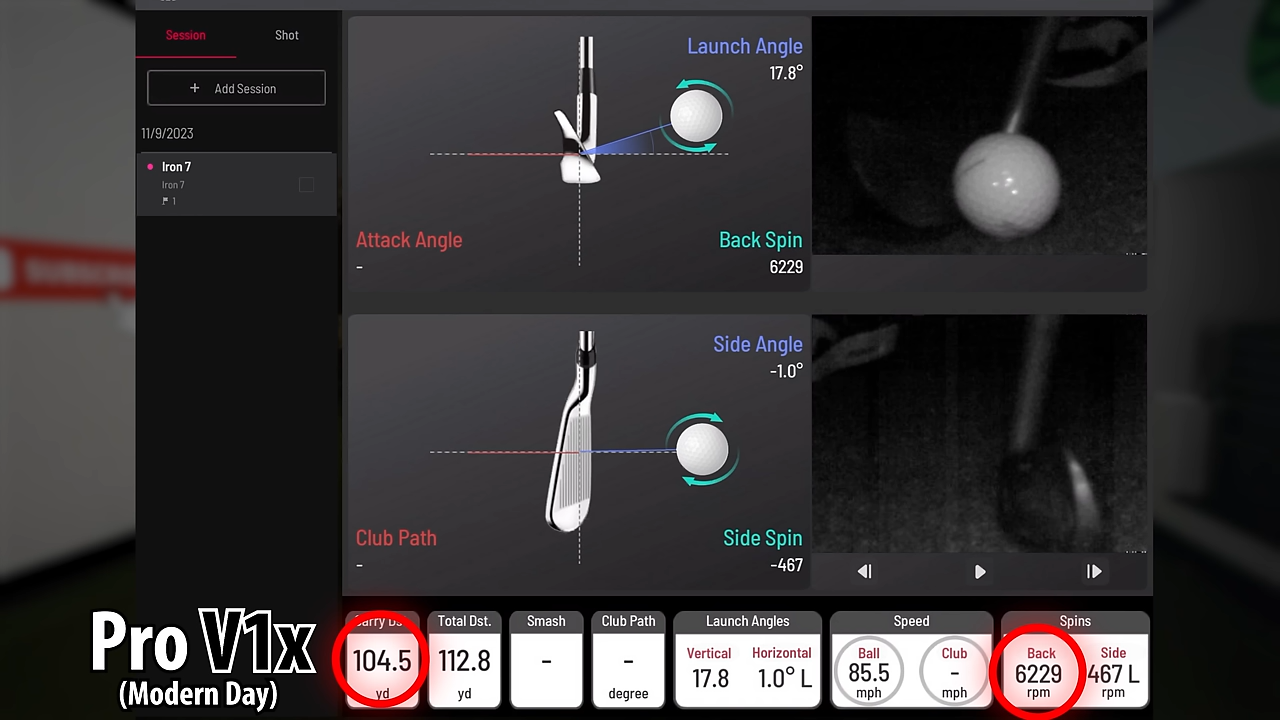 Session
Shot
+ Add Session
11/9/2023
Iron 7
Iron 7
1
Launch Angle
17.8°
Attack Angle
-
Back Spin
6229
Side Angle
-1.0°
Club Path
-
Side Spin
-467
SUBSCR
Pro V1x
(Modern Day)
Carry Ds
104.5
yd
Total Dst.
112.8
yd
Smash
-
Club Path
-
degree
Launch Angles
Vertical
17.8
Horizontal
1.0° L
Speed
Ball
85.5
mph
Club
-
mph
Spins
Back
6229
rpm
Side
467 L
rpm